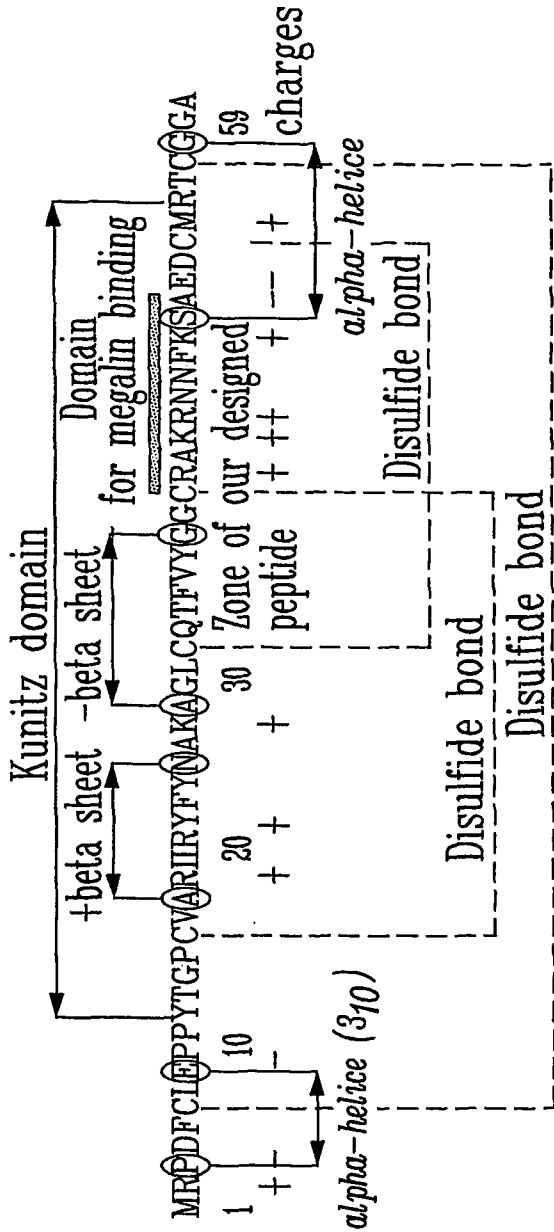 Kunitz domain
+beta sheet -beta sheet
Domain
for megalin binding
MRPDFCLEPPYTGPCVARIIRYFYNAKAGLCQTFVYGGCRAKRNNFKSAEDCMRTCGGA
1 10 20 30 59
Zone of our designed
peptide
+ + - + + + + ++ + - - + charges
alpha-helice (310)
alpha-helice
Disulfide bond
Disulfide bond
Disulfide bond